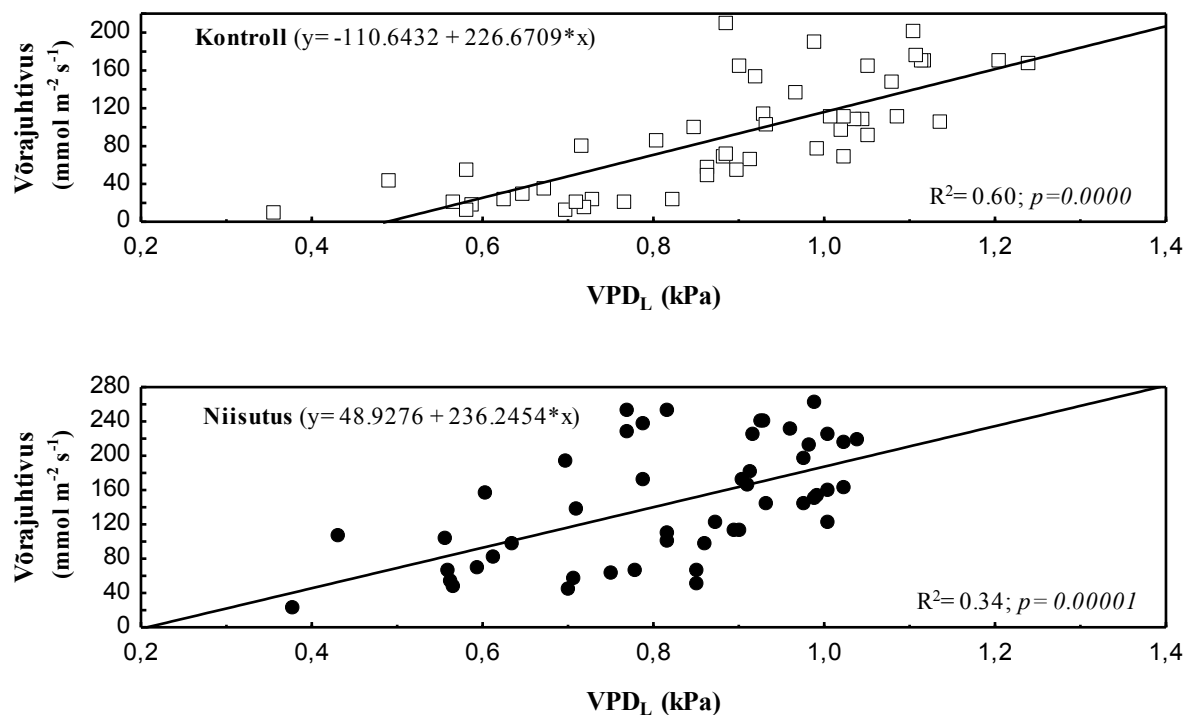 Kontroll (y= -110.6432 + 226.6709*x)
Võrajuhtivus
(mmol m⁻² s⁻¹)
200
160
120
80
40
0
R²= 0.60; p=0.0000
0,2 0,4 0,6 0,8 1,0 1,2 1,4
VPD_L (kPa)
Niisutus (y= 48.9276 + 236.2454*x)
Võrajuhtivus
(mmol m⁻² s⁻¹)
280
240
200
160
120
80
40
0
R²= 0.34; p= 0.00001
0,2 0,4 0,6 0,8 1,0 1,2 1,4
VPD_L (kPa)